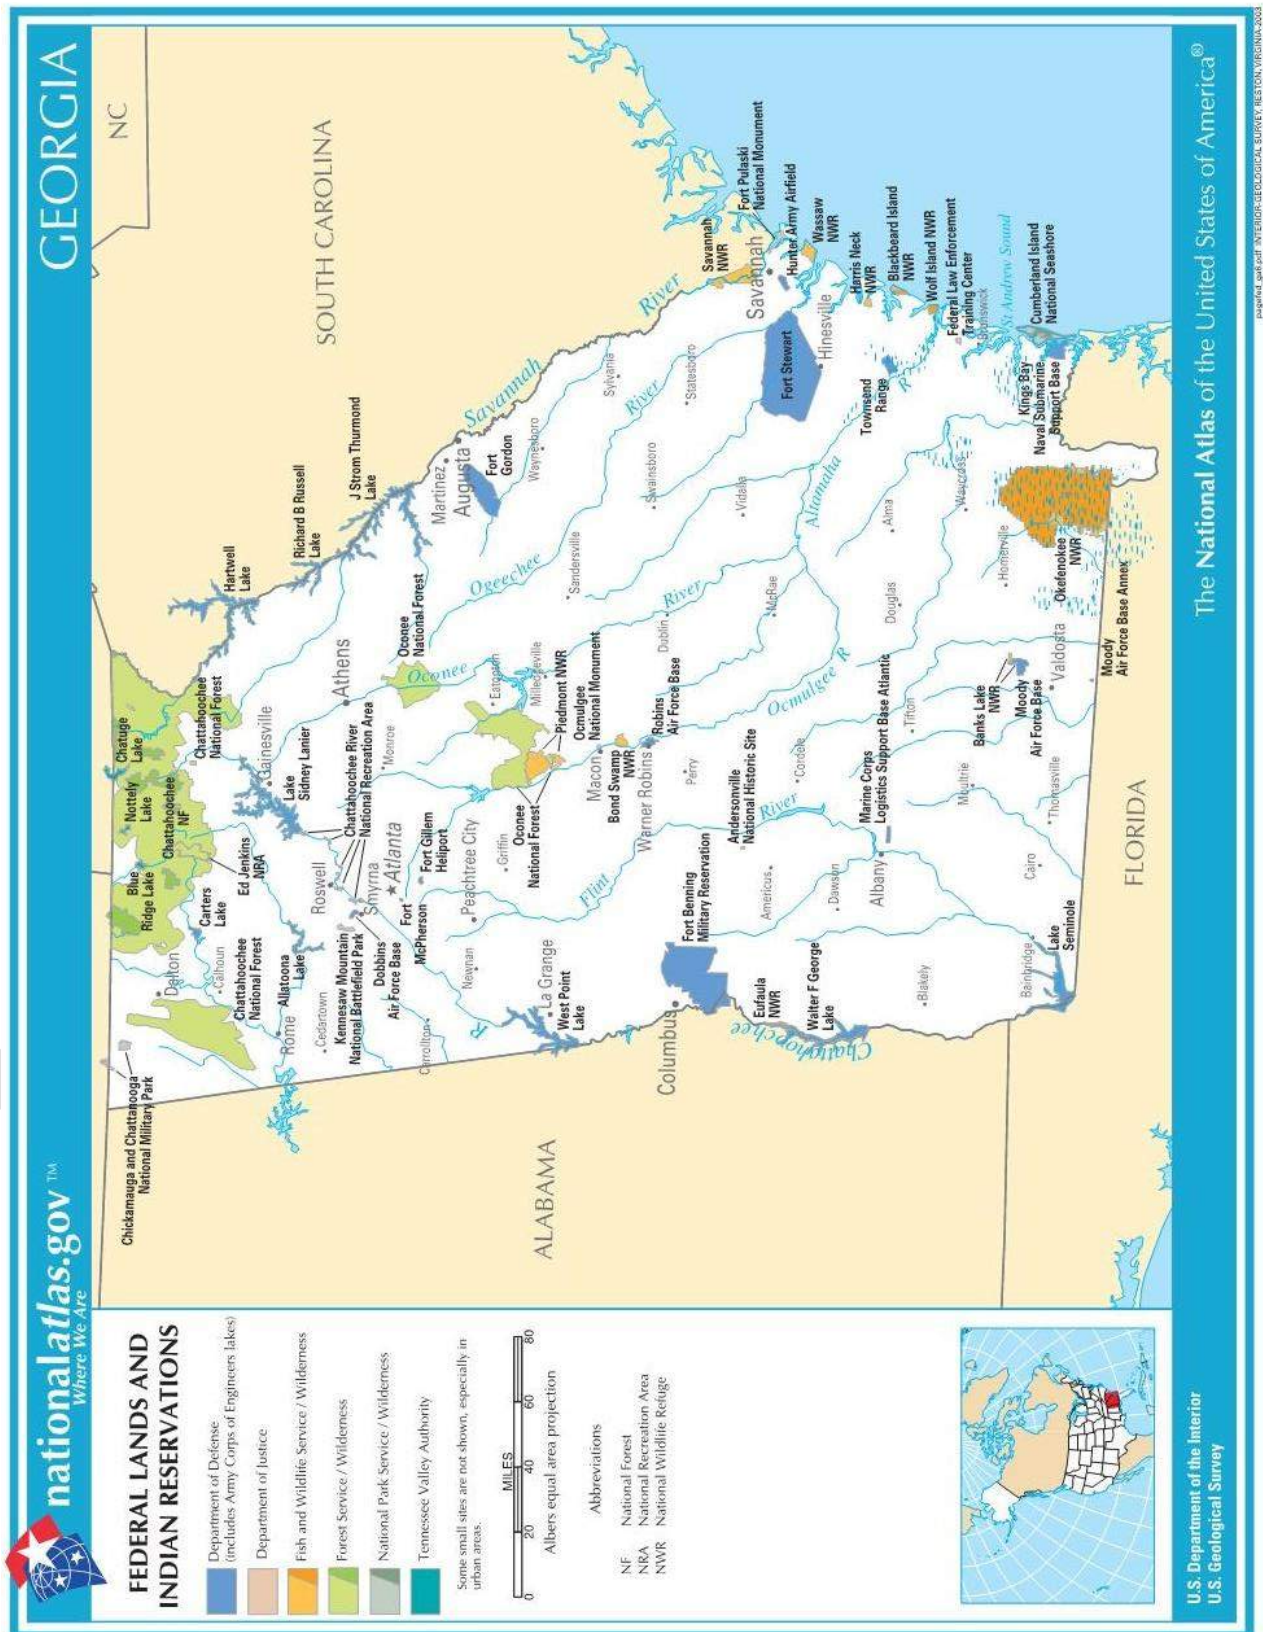 nationalatlas.gov™
Where We Are
GEORGIA
FEDERAL LANDS AND
INDIAN RESERVATIONS
Department of Defense
(includes Army Corps of Engineers lakes)
Department of Justice
Fish and Wildlife Service / Wilderness
Forest Service / Wilderness
National Park Service / Wilderness
Tennessee Valley Authority
Some small sites are not shown, especially in
urban areas.
MILES
0 20 40 60 80
Albers equal area projection
Abbreviations
NF National Forest
NRA National Recreation Area
NWR National Wildlife Refuge
U.S. Department of the Interior
U.S. Geological Survey
The National Atlas of the United States of America®
pagefed_ga6.pdf INTERIOR-GEOLOGICAL SURVEY, RESTON, VIRGINIA-2003
NC
SOUTH CAROLINA
ALABAMA
FLORIDA
Chickamauga and Chattanooga
National Military Park
Dalton
Calhoun
Chattahoochee
National Forest
Blue
Ridge Lake
Nottely
Lake
Chatuge
Lake
Chattahoochee
NF
Chattahoochee
National Forest
Carters
Lake
Ed Jenkins
NRA
Hartwell
Lake
Richard B Russell
Lake
J Strom Thurmond
Lake
Rome
Allatoona
Lake
Cedartown
Gainesville
Lake
Sidney Lanier
Roswell
Chattahoochee River
National Recreation Area
Kennesaw Mountain
National Battlefield Park
Dobbins
Air Force Base
Smyrna
Atlanta
Fort
McPherson
Fort Gillem
Heliport
Monroe
Athens
Oconee
National Forest
Oconee
Carrollton
Newnan
Peachtree City
Griffin
Oconee
National Forest
Eatonton
Milledgeville
Piedmont NWR
Ocmulgee
National Monument
Martinez
Augusta
Fort
Gordon
Savannah
River
Waynesboro
Ogeechee
River
Sylvania
Sandersville
Swainsboro
Statesboro
La Grange
West Point
Lake
R
Flint
River
Macon
Bond Swamp
NWR
Warner Robins
Robins
Air Force Base
Dublin
River
Perry
Columbus
Fort Benning
Military Reservation
Chattahoochee
Andersonville
National Historic Site
Americus
Cordele
Ocmulgee R
McRae
Vidalia
Altamaha
R
Eufaula
NWR
Walter F George
Lake
Dawson
Albany
Marine Corps
Logistics Support Base Atlantic
Tifton
Douglas
Alma
Blakely
Bainbridge
Lake
Seminole
Cairo
Thomasville
Moultrie
Banks Lake
NWR
Moody
Air Force Base
Valdosta
Moody
Air Force Base Annex
Homerville
Waycross
Okefenokee
NWR
Savannah
NWR
Savannah
Fort Pulaski
National Monument
Hunter Army Airfield
Wassaw
NWR
Fort Stewart
Hinesville
Harris Neck
NWR
Blackbeard Island
NWR
Wolf Island NWR
Townsend
Range
Federal Law Enforcement
Training Center
Brunswick
St Andrew Sound
Cumberland Island
National Seashore
Kings Bay
Naval Submarine
Support Base